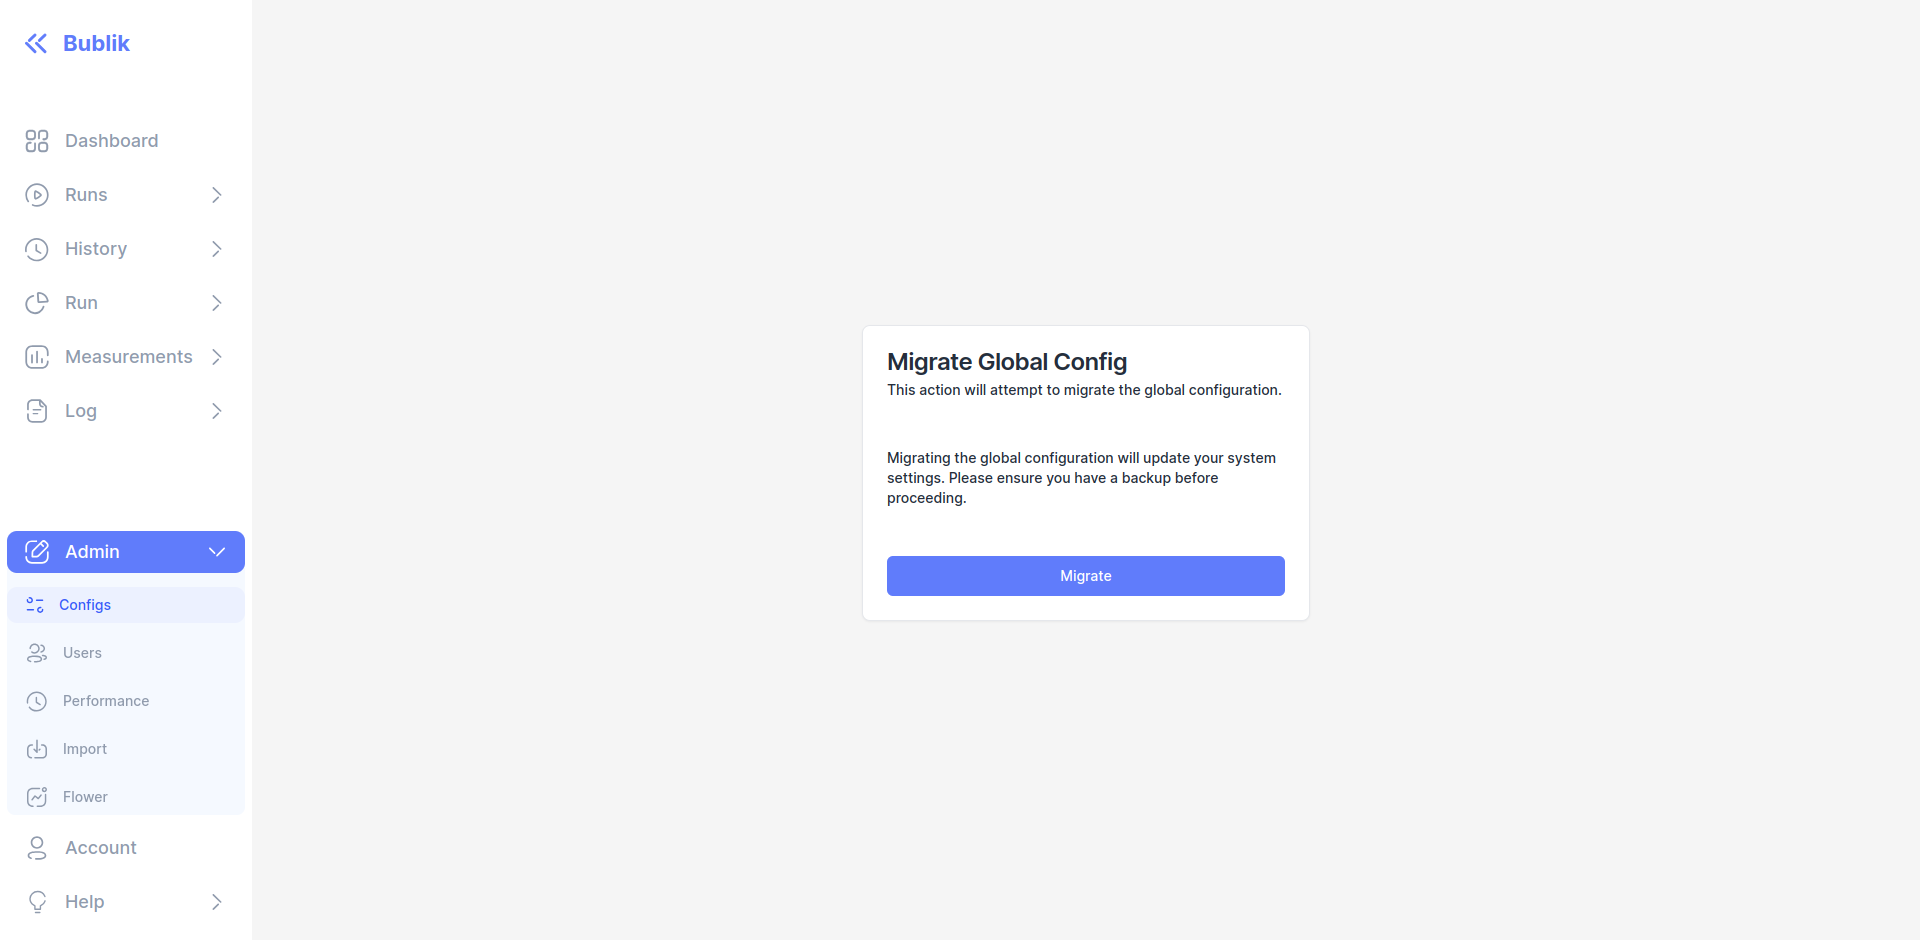 Bublik
Dashboard
Runs
History
Run
Measurements
Log
Admin
Configs
Users
Performance
Import
Flower
Account
Help
Migrate Global Config
This action will attempt to migrate the global configuration.
Migrating the global configuration will update your system
settings. Please ensure you have a backup before
proceeding.
Migrate